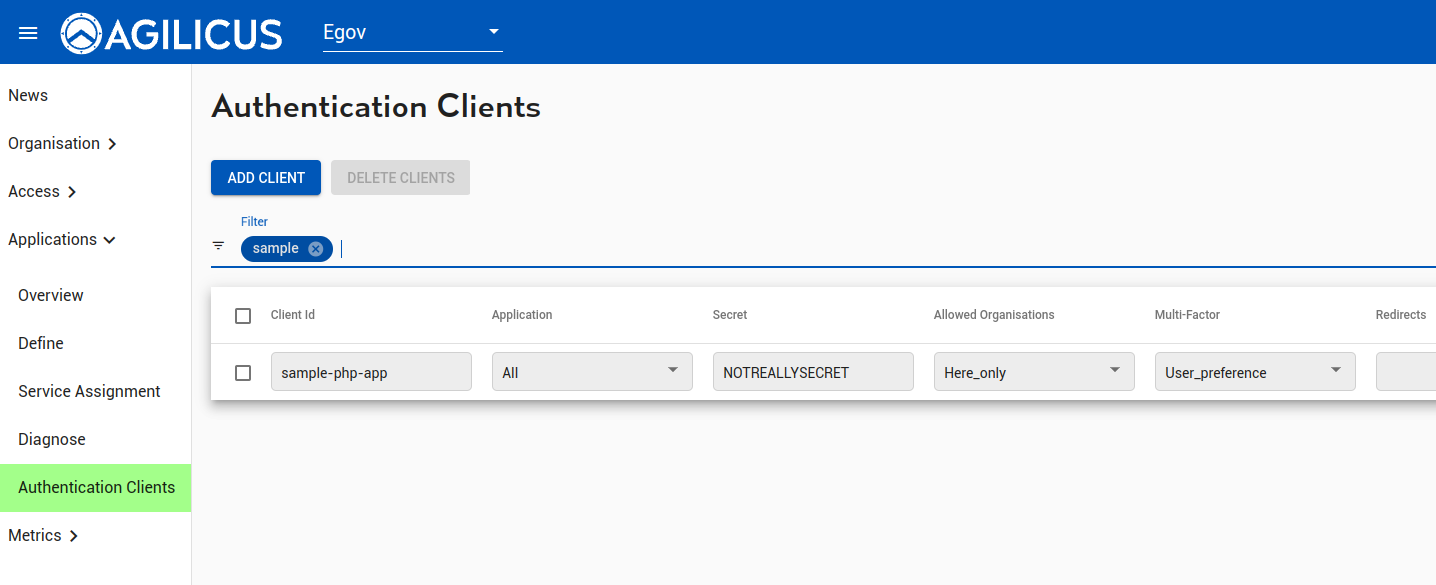 AGILICUS
Egov
News
Organisation
Access
Applications
Overview
Define
Service Assignment
Diagnose
Authentication Clients
Metrics
Authentication Clients
ADD CLIENT
DELETE CLIENTS
Filter
sample
Client Id Application Secret Allowed Organisations Multi-Factor Redirects
sample-php-app All NOTREALLYSECRET Here_only User_preference